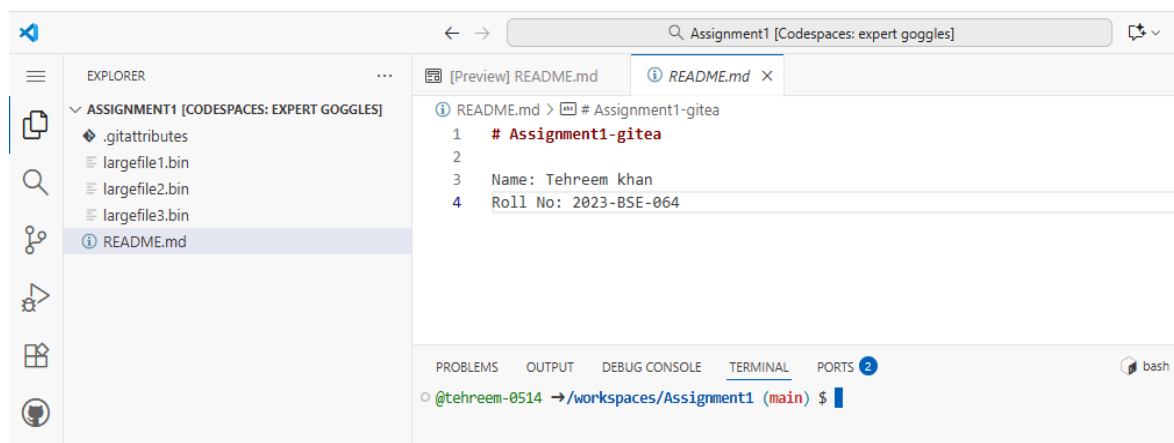 Assignment1 [Codespaces: expert goggles]
EXPLORER
ASSIGNMENT1 [CODESPACES: EXPERT GOGGLES]
.gitattributes
largefile1.bin
largefile2.bin
largefile3.bin
README.md
[Preview] README.md
README.md
README.md > # Assignment1-gitea
1 # Assignment1-gitea
2
3 Name: Tehreem khan
4 Roll No: 2023-BSE-064
PROBLEMS OUTPUT DEBUG CONSOLE TERMINAL PORTS 2 bash
@tehreem-0514 →/workspaces/Assignment1 (main) $